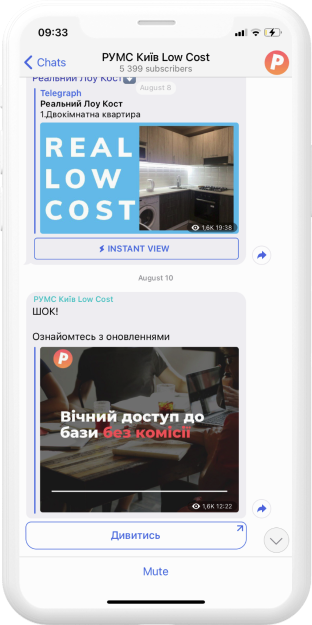 09:33
Chats
РУМС Київ Low Cost
5 399 subscribers
P
Реальний Лоу Кост
August 8
Telegraph
Реальний Лоу Кост
1.Двокімнатна квартира
REAL
LOW
COST
1,6K 19:38
INSTANT VIEW
August 10
РУМС Київ Low Cost
ШОК!
Ознайомтесь з оновленнями
P
Вічний доступ до
бази без комісії
1,6K 12:22
Дивитись
Mute